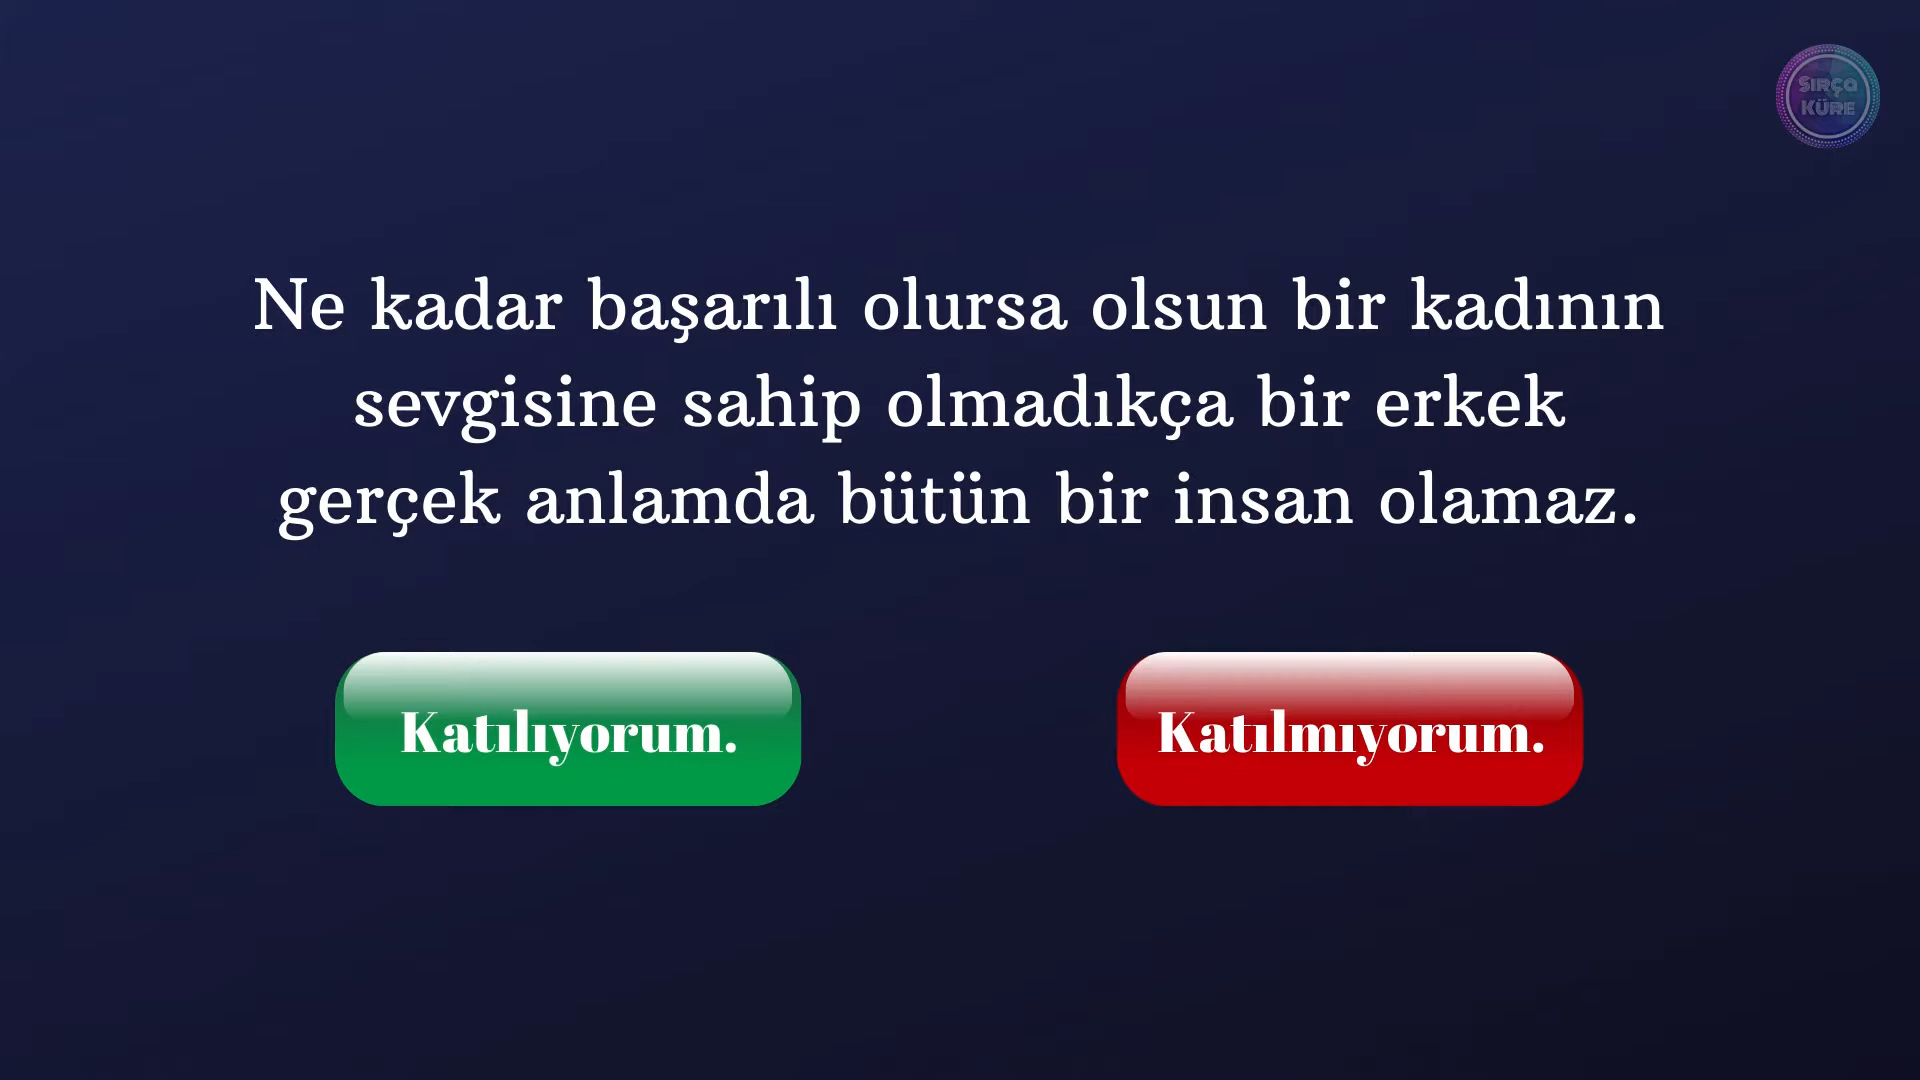 Sırça
Küre
Ne kadar başarılı olursa olsun bir kadının
sevgisine sahip olmadıkça bir erkek
gerçek anlamda bütün bir insan olamaz.
Katılıyorum.
Katılmıyorum.